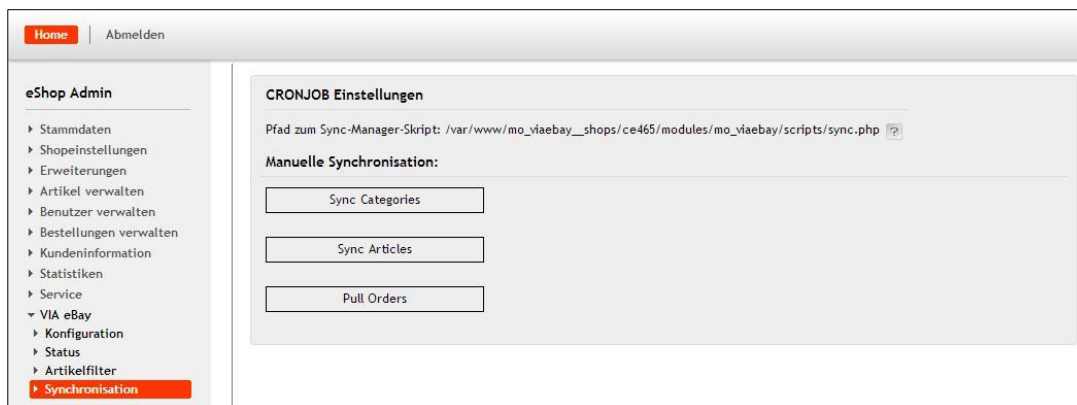 Home | Abmelden
eShop Admin
Stammdaten
Shopeinstellungen
Erweiterungen
Artikel verwalten
Benutzer verwalten
Bestellungen verwalten
Kundeninformation
Statistiken
Service
VIA eBay
Konfiguration
Status
Artikelfilter
Synchronisation
CRONJOB Einstellungen
Pfad zum Sync-Manager-Skript: /var/www/mo_viaebay__shops/ce465/modules/mo_viaebay/scripts/sync.php ?
Manuelle Synchronisation:
Sync Categories
Sync Articles
Pull Orders